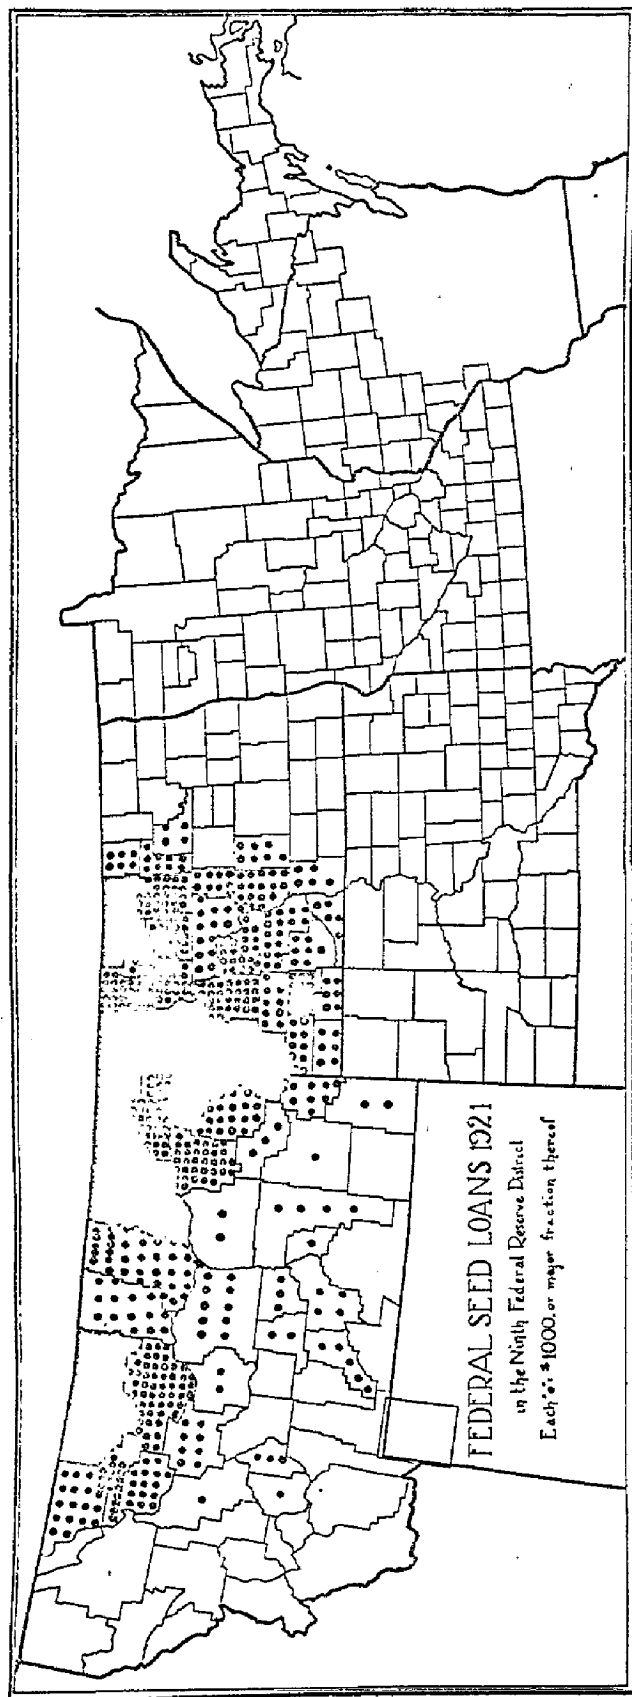 FEDERAL SEED LOANS 1921
in the Ninth Federal Reserve District
Each "•" $1000. or major fraction thereof